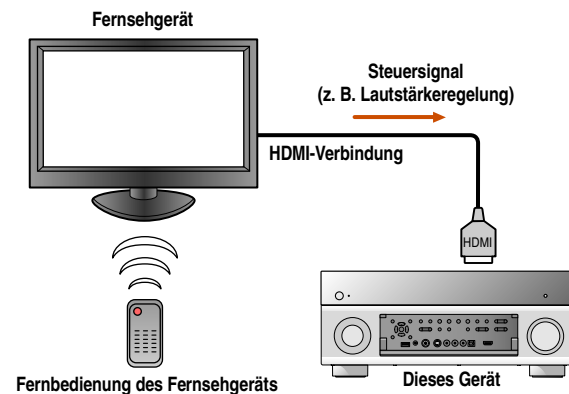 Fernsehgerät
Steuersignal
(z. B. Lautstärkeregelung)
HDMI-Verbindung
HDMI
Fernbedienung des Fernsehgeräts
Dieses Gerät